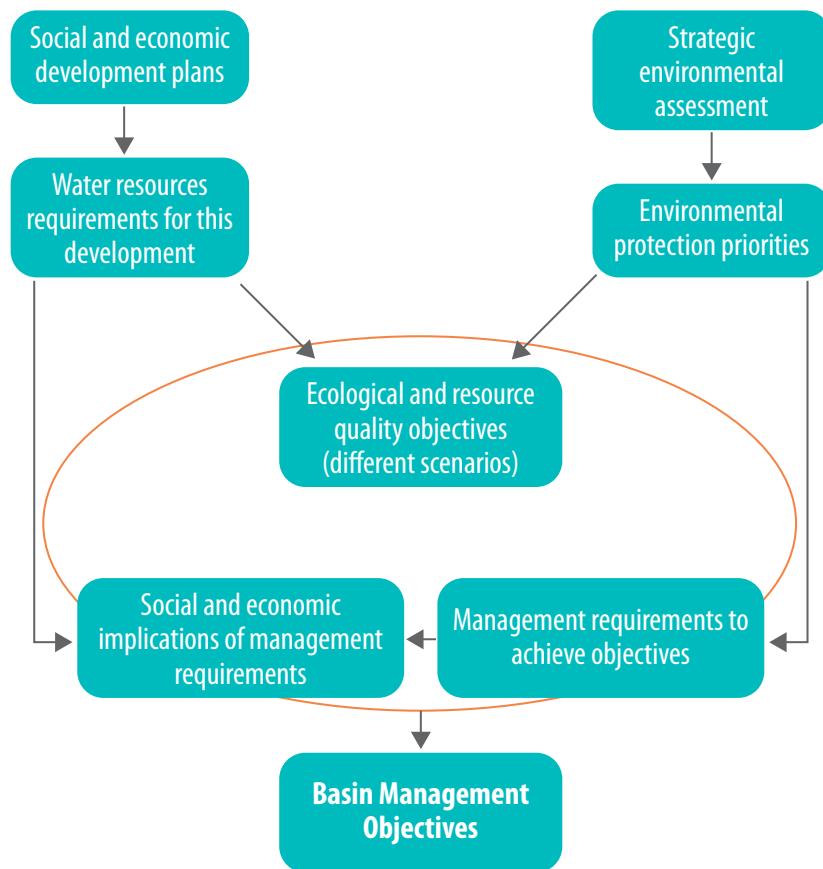 Social and economic
development plans
Strategic
environmental
assessment
Water resources
requirements for this
development
Environmental
protection priorities
Ecological and resource
quality objectives
(different scenarios)
Social and economic
implications of management
requirements
Management requirements to
achieve objectives
Basin Management
Objectives